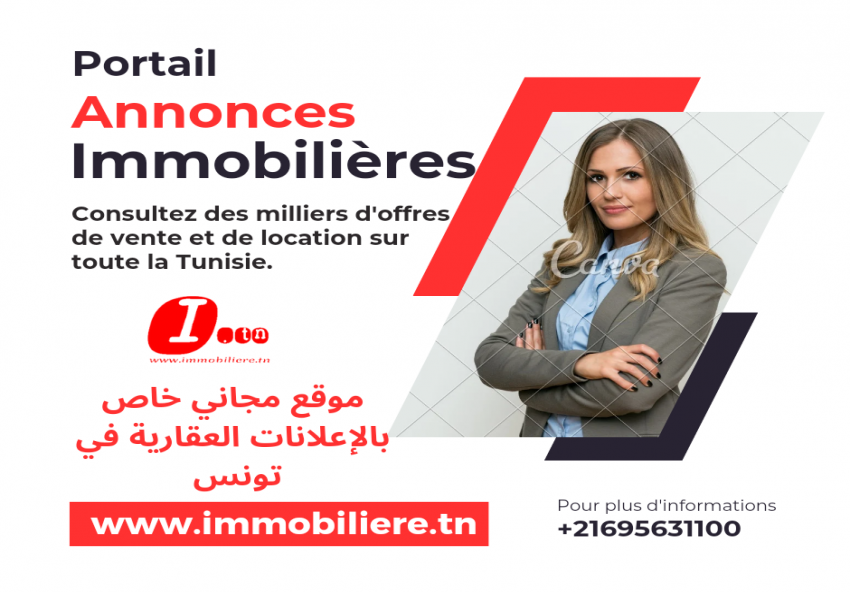 Portail
Annonces
Immobilières
Consultez des milliers d'offres
de vente et de location sur
toute la Tunisie.
I.tn
www.immobiliere.tn
موقع مجاني خاص
بالإعلانات العقارية في
تونس
www.immobiliere.tn
Canva
Pour plus d'informations
+21695631100